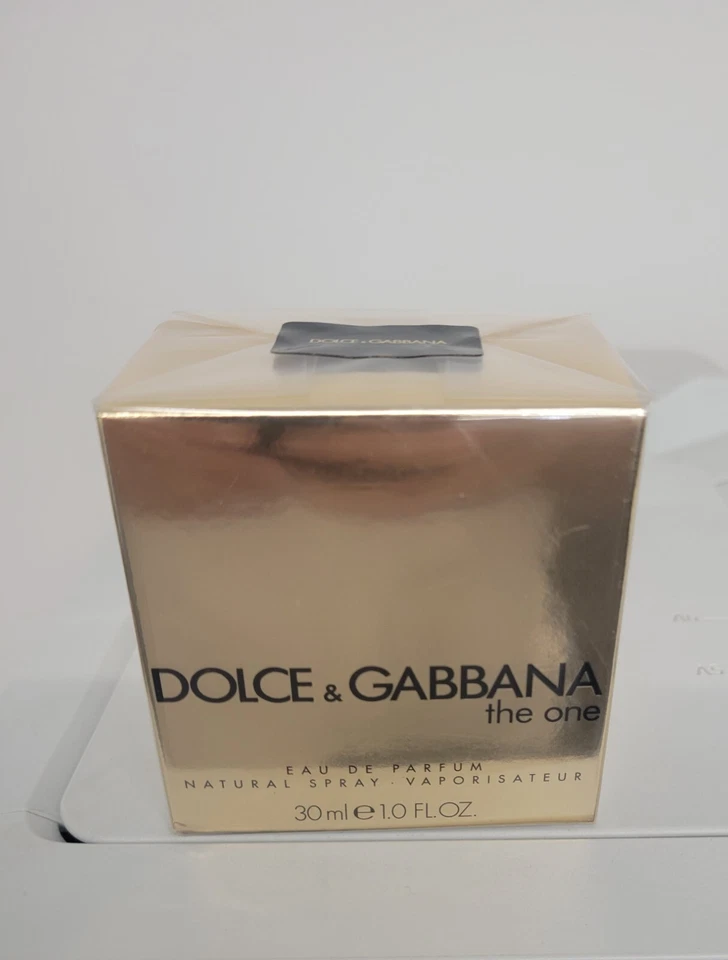 DOLCE & GABBANA
DOLCE & GABBANA
the one
EAU DE PARFUM
NATURAL SPRAY · VAPORISATEUR
30 ml ℮ 1.0 FL.OZ.